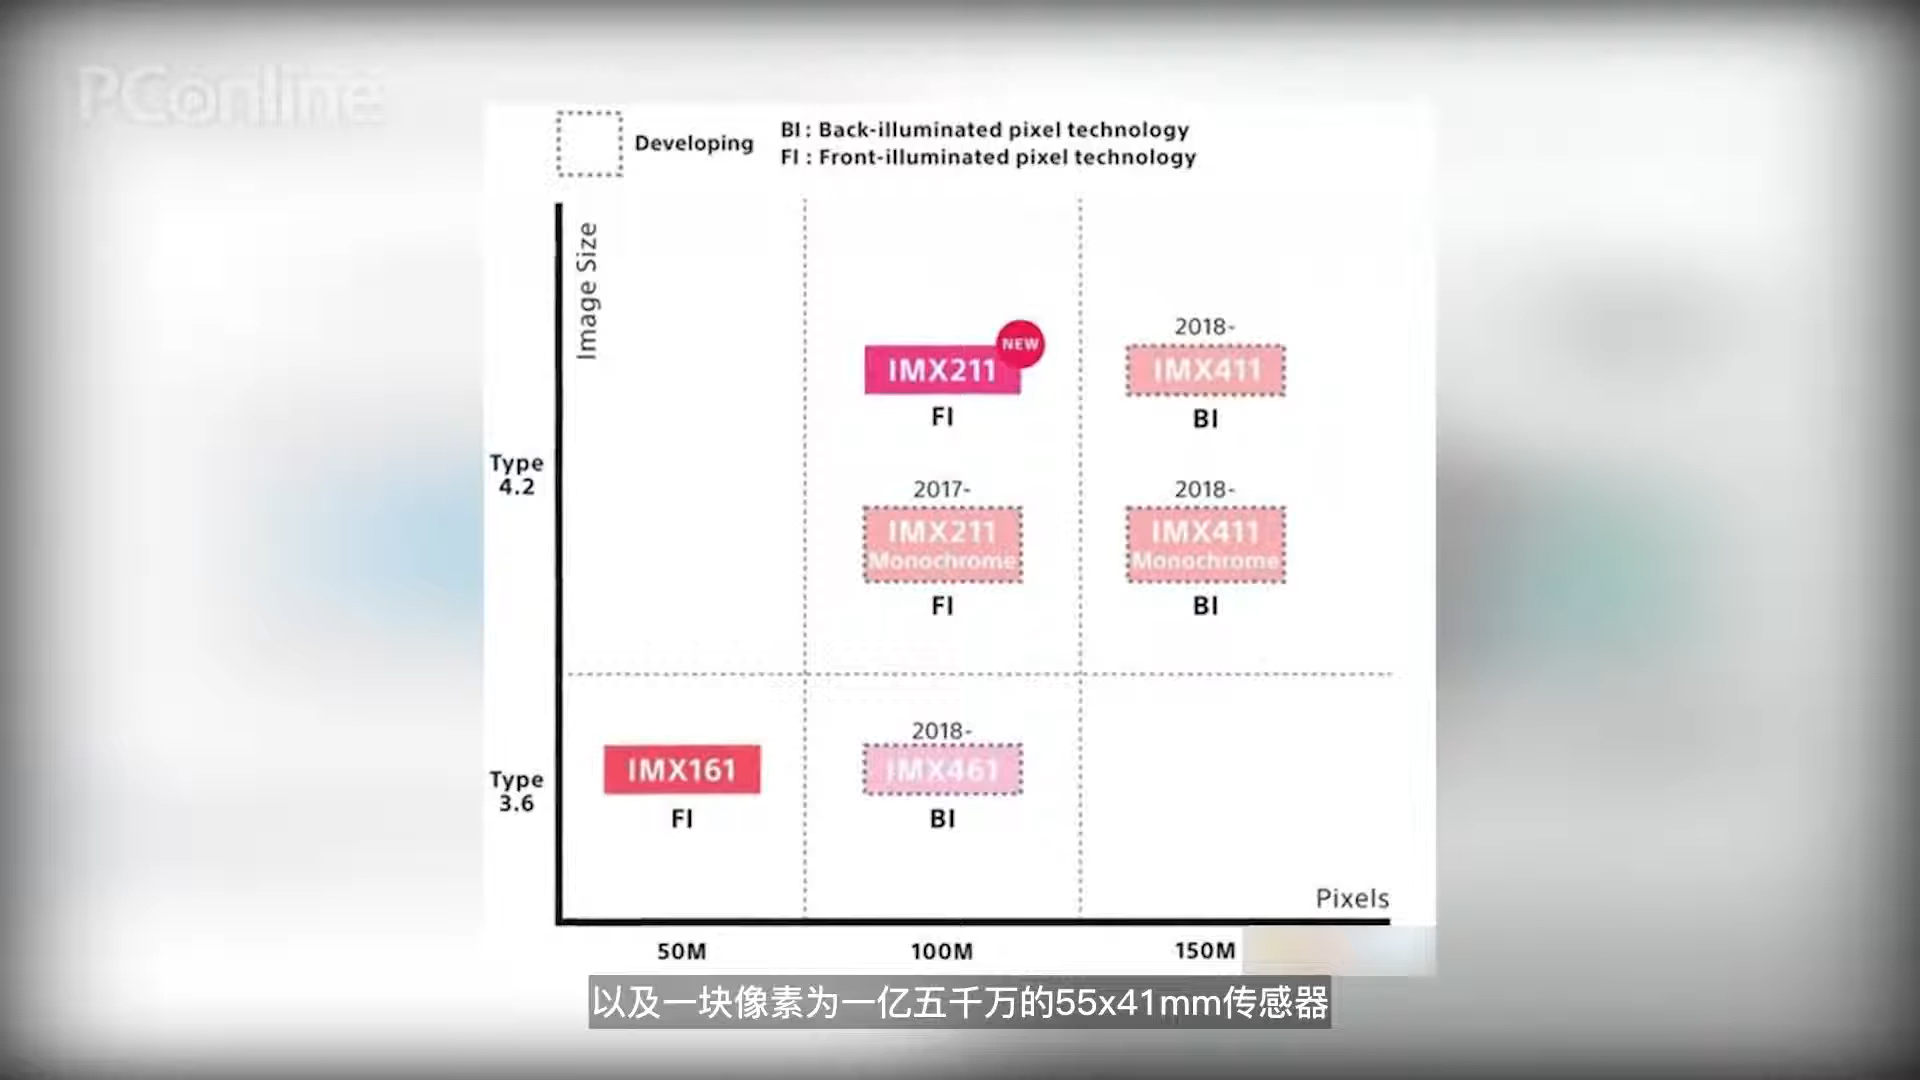 PConline
Developing
BI : Back-illuminated pixel technology
FI : Front-illuminated pixel technology
Image Size
NEW
IMX211
FI
2018-
IMX411
BI
Type
4.2
2017-
IMX211
Monochrome
FI
2018-
IMX411
Monochrome
BI
Type
3.6
IMX161
FI
2018-
IMX461
BI
Pixels
50M
100M
150M
以及一块像素为一亿五千万的55x41mm传感器